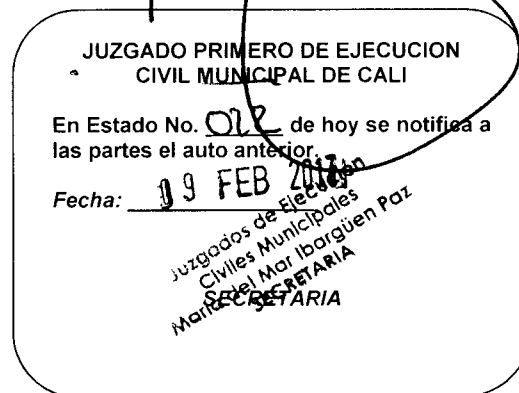 JUZGADO PRIMERO DE EJECUCION
CIVIL MUNICIPAL DE CALI
En Estado No. 022 de hoy se notifica a
las partes el auto anterior.
Fecha: 09 FEB
Juzgados de Ejecución
Civiles Municipales
Maria del Mar Ibargüen Paz
SECRETARIA
SECRETARIA